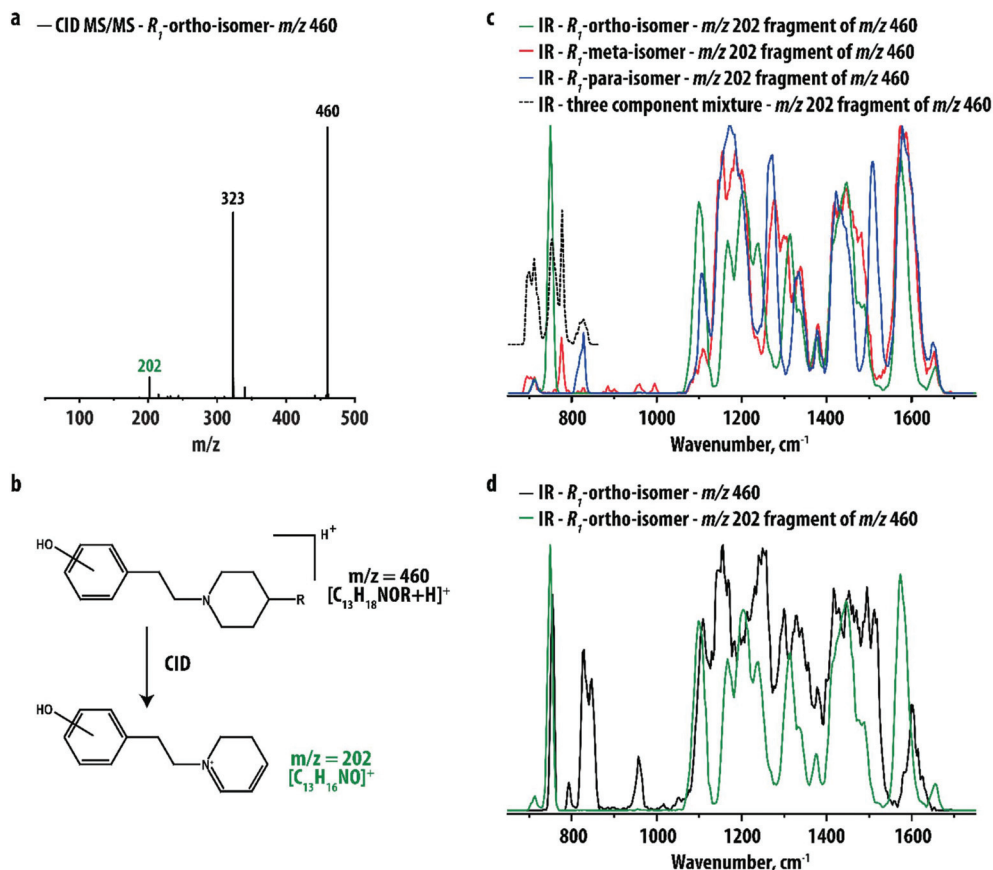 a
— CID MS/MS - R₁-ortho-isomer- m/z 460
460
323
202
100
200
300
400
500
m/z
b
HO
N
R
H⁺
m/z = 460
[C₁₃H₁₈NOR+H]⁺
CID
HO
N⁺
m/z = 202
[C₁₃H₁₆NO]⁺
c
— IR - R₁-ortho-isomer - m/z 202 fragment of m/z 460
— IR - R₁-meta-isomer - m/z 202 fragment of m/z 460
— IR - R₁-para-isomer - m/z 202 fragment of m/z 460
---- IR - three component mixture - m/z 202 fragment of m/z 460
800
1000
1200
1400
1600
Wavenumber, cm⁻¹
d
— IR - R₁-ortho-isomer - m/z 460
— IR - R₁-ortho-isomer - m/z 202 fragment of m/z 460
800
1000
1200
1400
1600
Wavenumber, cm⁻¹